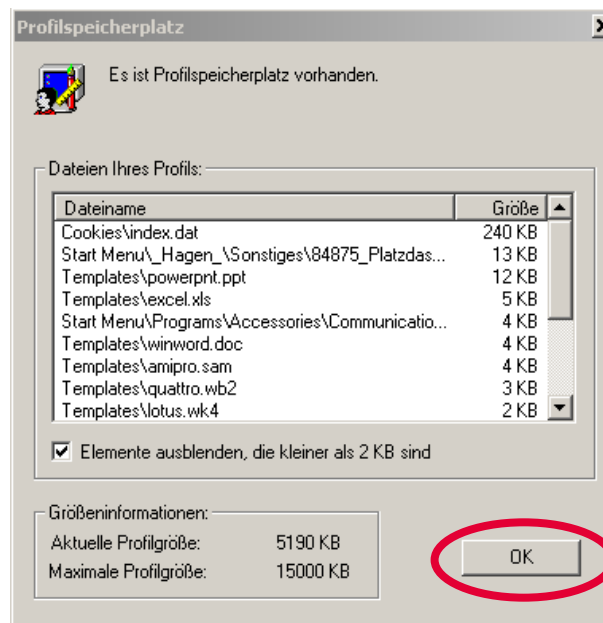 Profilspeicherplatz
Es ist Profilspeicherplatz vorhanden.
Dateien Ihres Profils:
Dateiname Größe
Cookies\index.dat 240 KB
Start Menu\_Hagen_\Sonstiges\84875_Platzdas... 13 KB
Templates\powerpnt.ppt 12 KB
Templates\excel.xls 5 KB
Start Menu\Programs\Accessories\Communicatio... 4 KB
Templates\winword.doc 4 KB
Templates\amipro.sam 4 KB
Templates\quattro.wb2 3 KB
Templates\lotus.wk4 2 KB
Elemente ausblenden, die kleiner als 2 KB sind
Größeninformationen:
Aktuelle Profilgröße: 5190 KB
Maximale Profilgröße: 15000 KB
OK